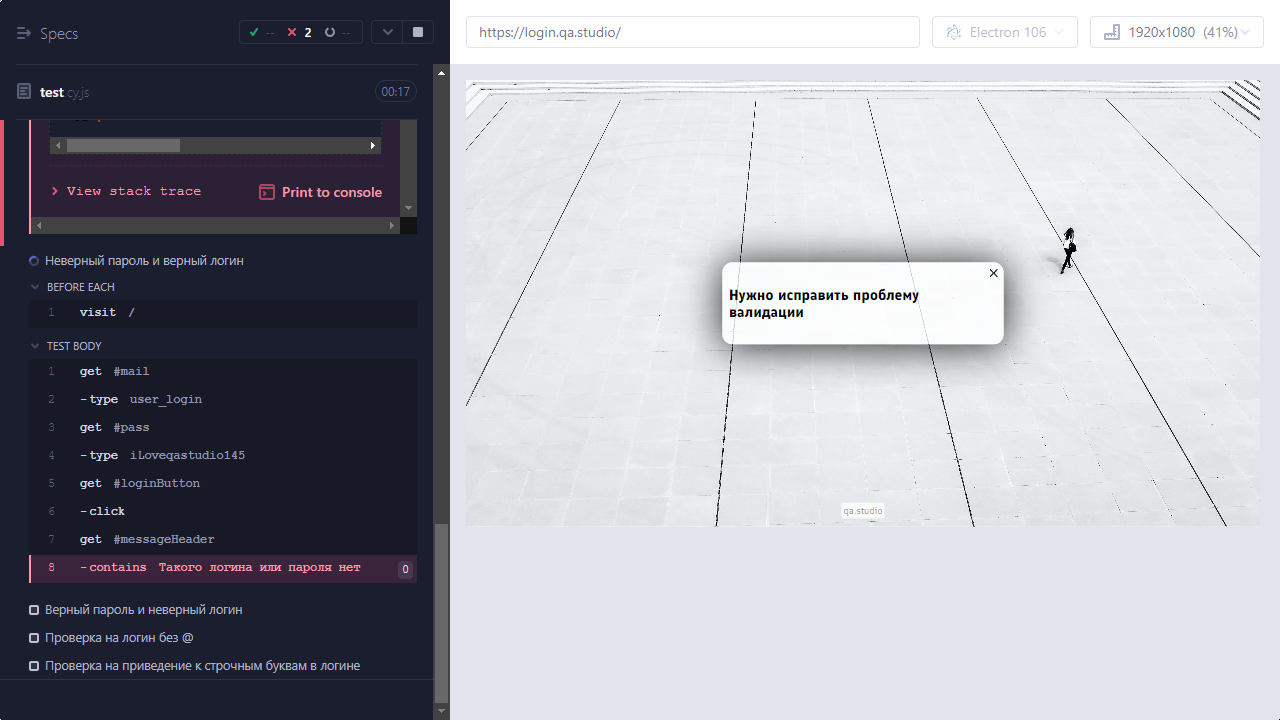 Specs
--
2
--
https://login.qa.studio/
Electron 106
1920x1080 (41%)
test.cy.js
00:17
View stack trace
Print to console
Неверный пароль и верный логин
BEFORE EACH
1 visit /
TEST BODY
1 get #mail
2 -type user_login
3 get #pass
4 -type iLoveqastudio145
5 get #loginButton
6 -click
7 get #messageHeader
8 -contains Такого логина или пароля нет 0
Верный пароль и неверный логин
Проверка на логин без @
Проверка на приведение к строчным буквам в логине
Нужно исправить проблему
валидации
qa.studio